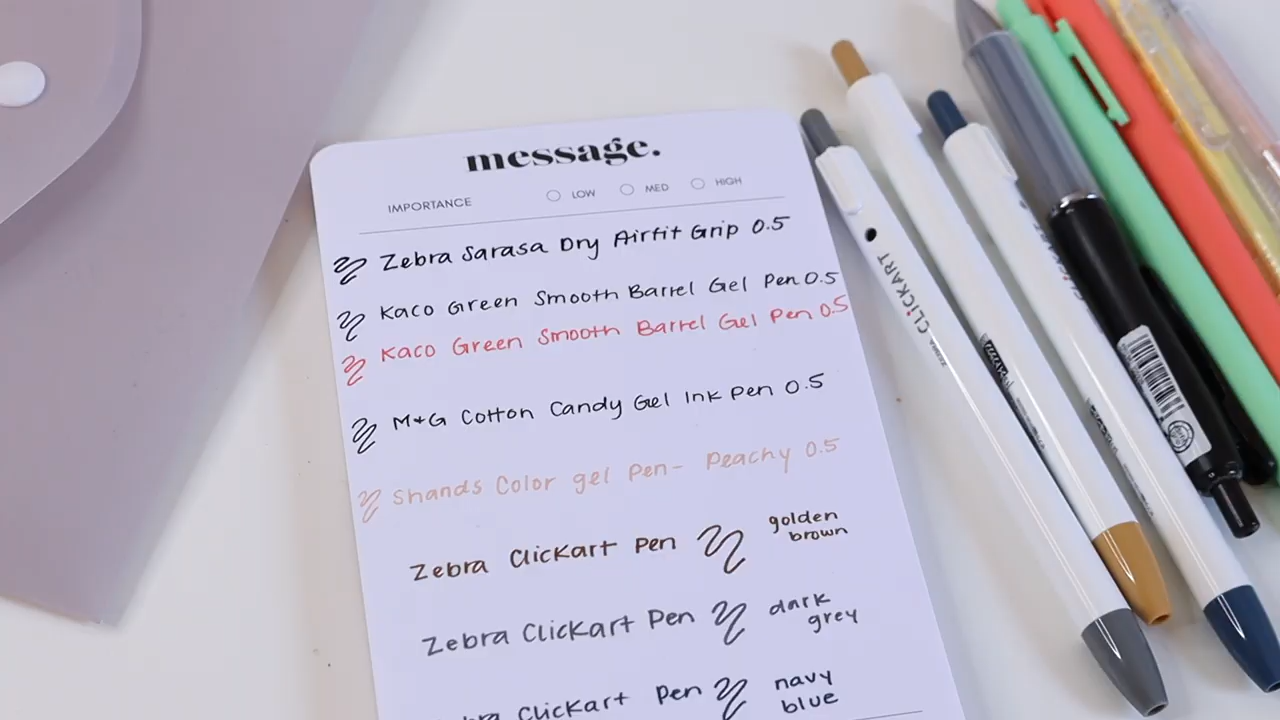 message.
IMPORTANCE LOW MED HIGH
Zebra Sarasa Dry Airfit Grip 0.5
Kaco Green Smooth Barrel Gel Pen 0.5
Kaco Green Smooth Barrel Gel Pen 0.5
M+G Cotton Candy Gel Ink Pen 0.5
Shands Color gel Pen- Peachy 0.5
Zebra Clickart Pen golden
brown
Zebra Clickart Pen dark
grey
Clickart Pen navy
blue
ZEBRA CLiCKART